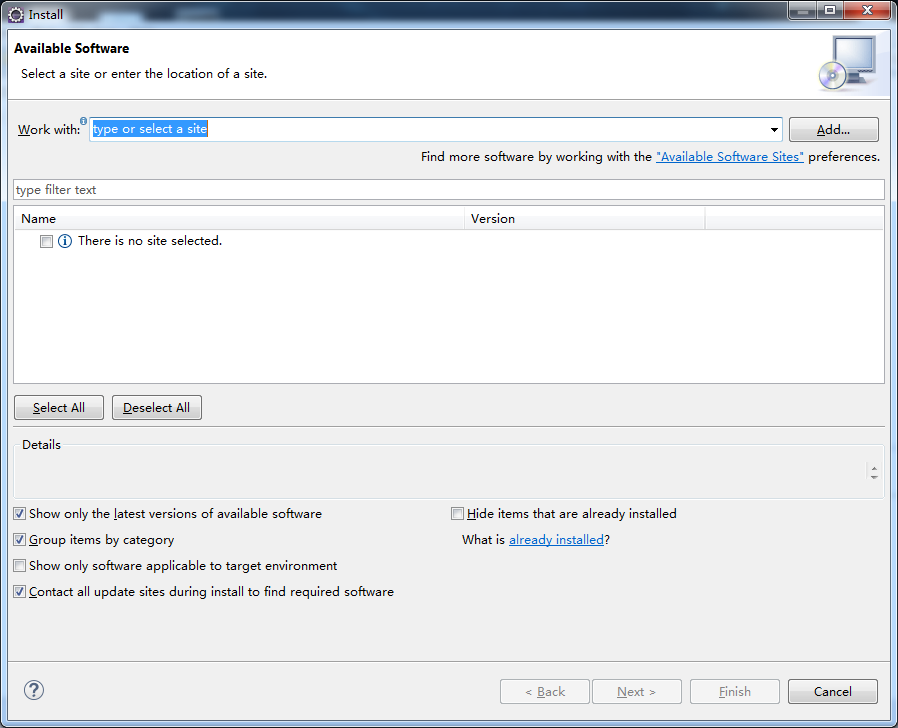 Install
Available Software
Select a site or enter the location of a site.
Work with: type or select a site Add...
Find more software by working with the "Available Software Sites" preferences.
type filter text
Name Version
There is no site selected.
Select All Deselect All
Details
Show only the latest versions of available software Hide items that are already installed
Group items by category What is already installed?
Show only software applicable to target environment
Contact all update sites during install to find required software
< Back Next > Finish Cancel